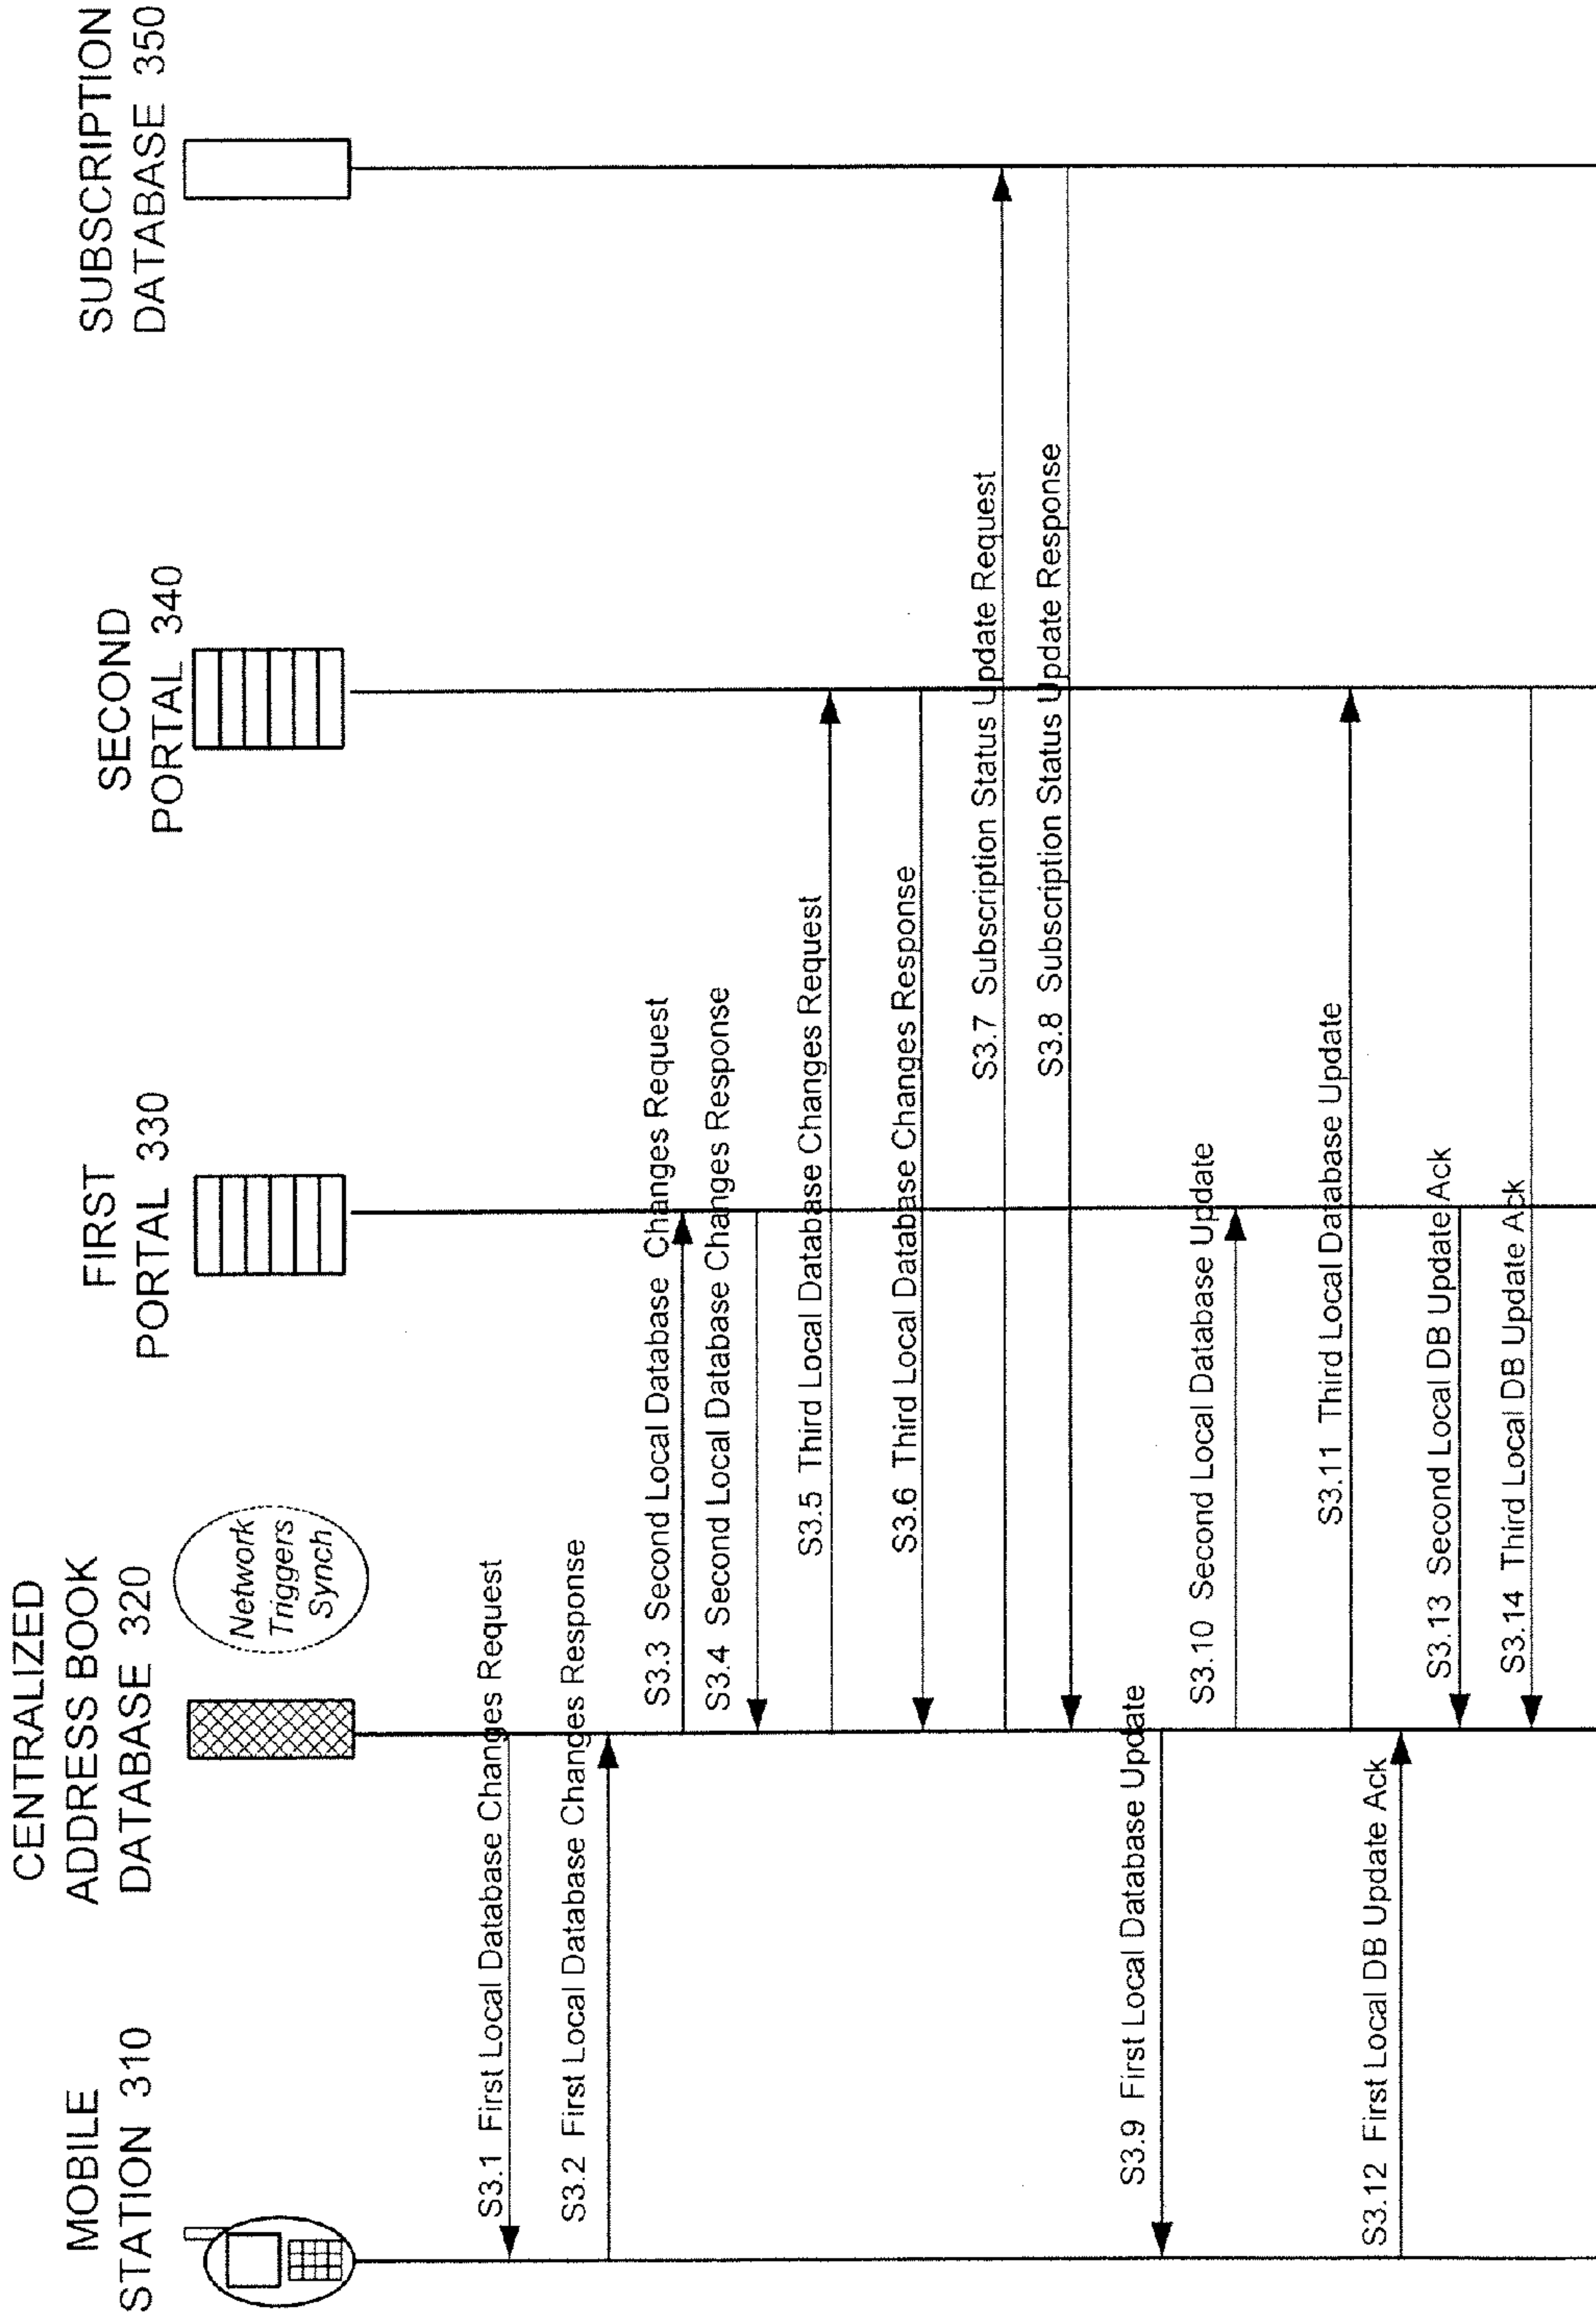 MOBILE
STATION 310
CENTRALIZED
ADDRESS BOOK
DATABASE 320
Network
Triggers
Synch
FIRST
PORTAL 330
SECOND
PORTAL 340
SUBSCRIPTION
DATABASE 350
S3.1 First Local Database Changes Request
S3.2 First Local Database Changes Response
S3.3 Second Local Database Changes Request
S3.4 Second Local Database Changes Response
S3.5 Third Local Database Changes Request
S3.6 Third Local Database Changes Response
S3.7 Subscription Status Update Request
S3.8 Subscription Status Update Response
S3.9 First Local Database Update
S3.10 Second Local Database Update
S3.11 Third Local Database Update
S3.12 First Local DB Update Ack
S3.13 Second Local DB Update Ack
S3.14 Third Local DB Update Ack